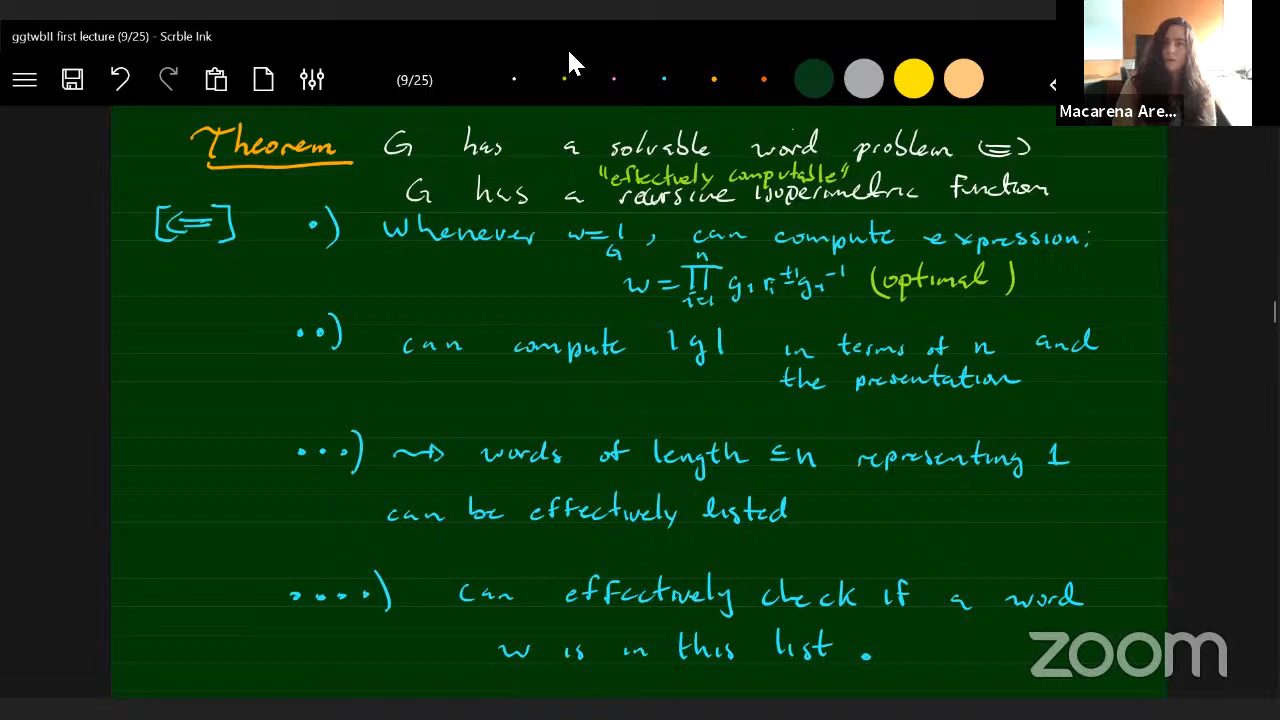 ggtwbII first lecture (9/25) - Scrble Ink
(9/25)
Macarena Are...
Theorem G has a solvable word problem ⟺
"effectively computable"
G has a recursive isoperimetric function
[⟸] •) Whenever w=1, can compute expression:
G
n
w = ∏ gᵢ rᵢ±1 gᵢ-1 (optimal)
i=1
••) can compute |g| in terms of n and
the presentation
•••) ⇝ words of length ≤n representing 1
can be effectively listed
••••) can effectively check if a word
w is in this list.
zoom